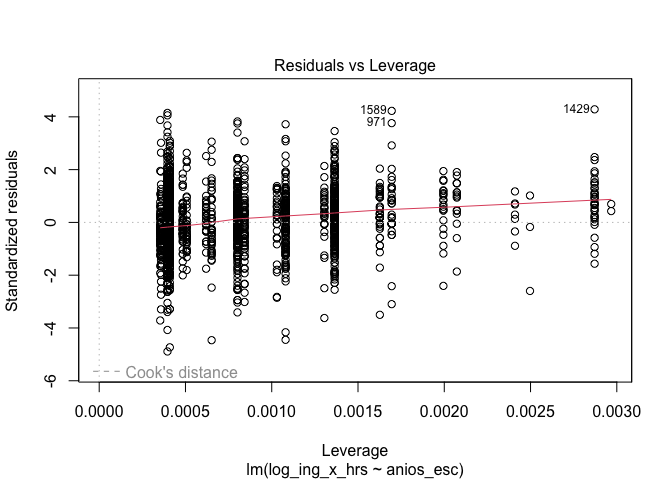 Residuals vs Leverage
Standardized residuals
4
2
0
-2
-4
-6
1589
971
1429
Cook's distance
0.0000 0.0005 0.0010 0.0015 0.0020 0.0025 0.0030
Leverage
lm(log_ing_x_hrs ~ anios_esc)